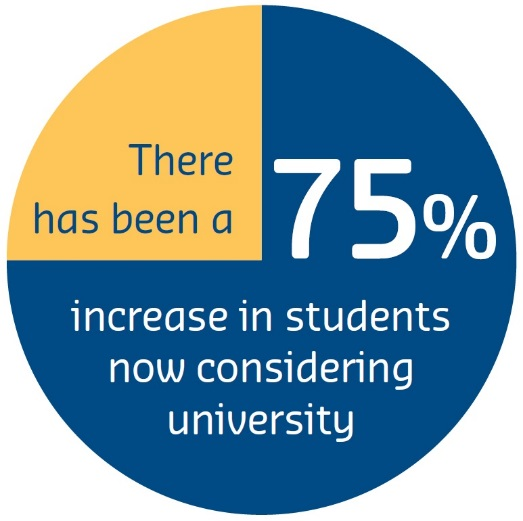 There
has been a
75%
increase in students
now considering
university